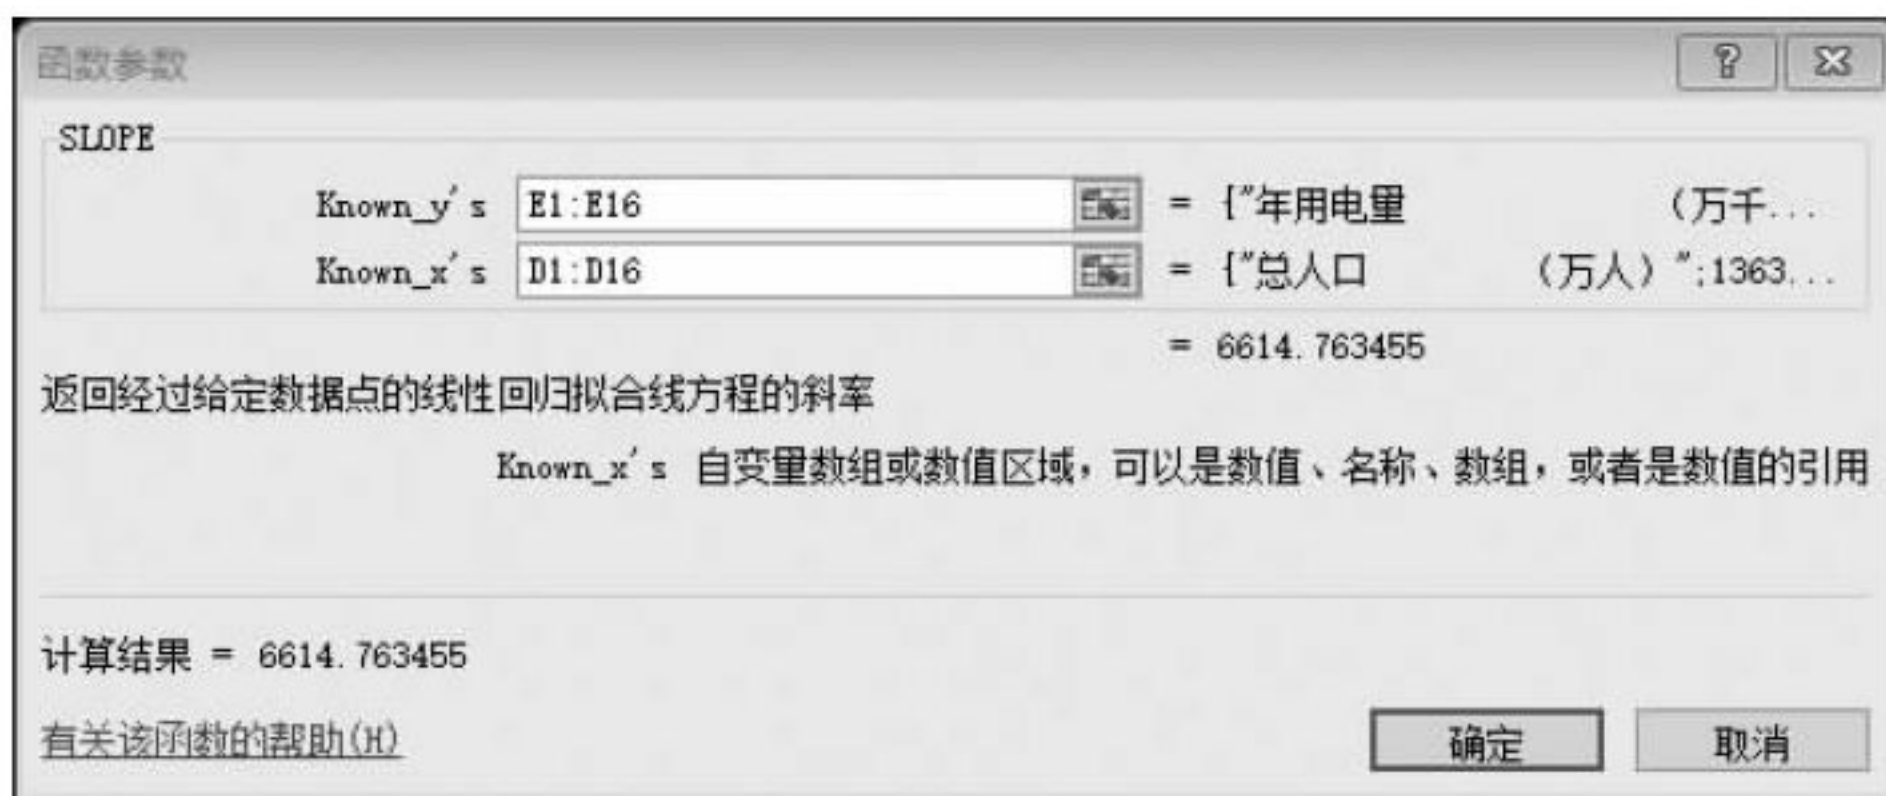 函数参数
SLOPE
Known_y's E1:E16 = {"年用电量 （万千...
Known_x's D1:D16 = {"总人口 （万人）";1363...
= 6614.763455
返回经过给定数据点的线性回归拟合线方程的斜率
Known_x's 自变量数组或数值区域，可以是数值、名称、数组，或者是数值的引用
计算结果 = 6614.763455
有关该函数的帮助(H) 确定 取消